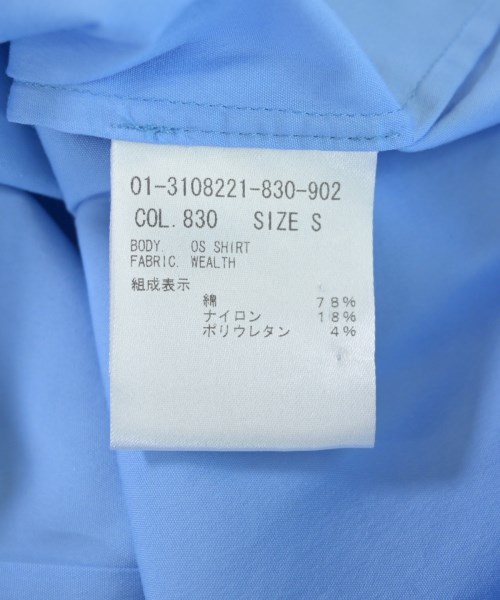 01-3108221-830-902
COL.830 SIZE S
BODY. OS SHIRT
FABRIC. WEALTH
組成表示
綿 78%
ナイロン 18%
ポリウレタン 4%